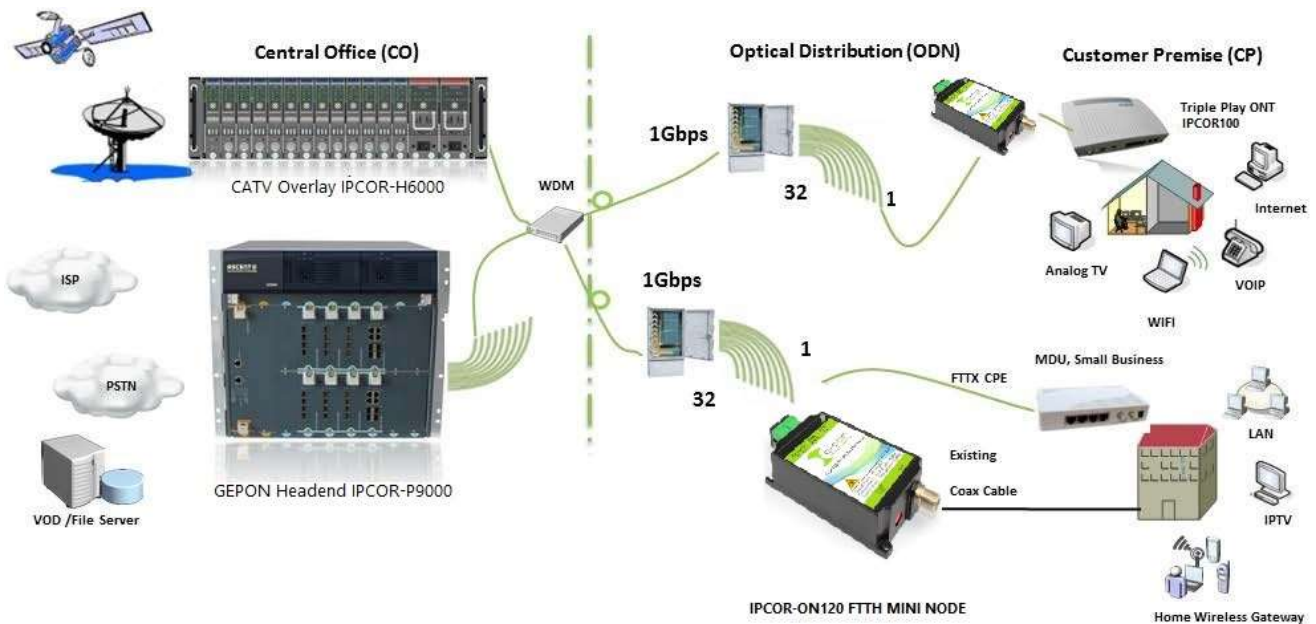 Central Office (CO)
Optical Distribution (ODN)
Customer Premise (CP)
CATV Overlay IPCOR-H6000
WDM
1Gbps
32
1
Triple Play ONT
IPCOR100
Internet
Analog TV
VOIP
WIFI
ISP
PSTN
VOD /File Server
ASCENT
GEPON Headend IPCOR-P9000
1Gbps
32
1
MDU, Small Business
FTTX CPE
LAN
Existing
Coax Cable
IPTV
IPCOR-ON120 FTTH MINI NODE
Home Wireless Gateway